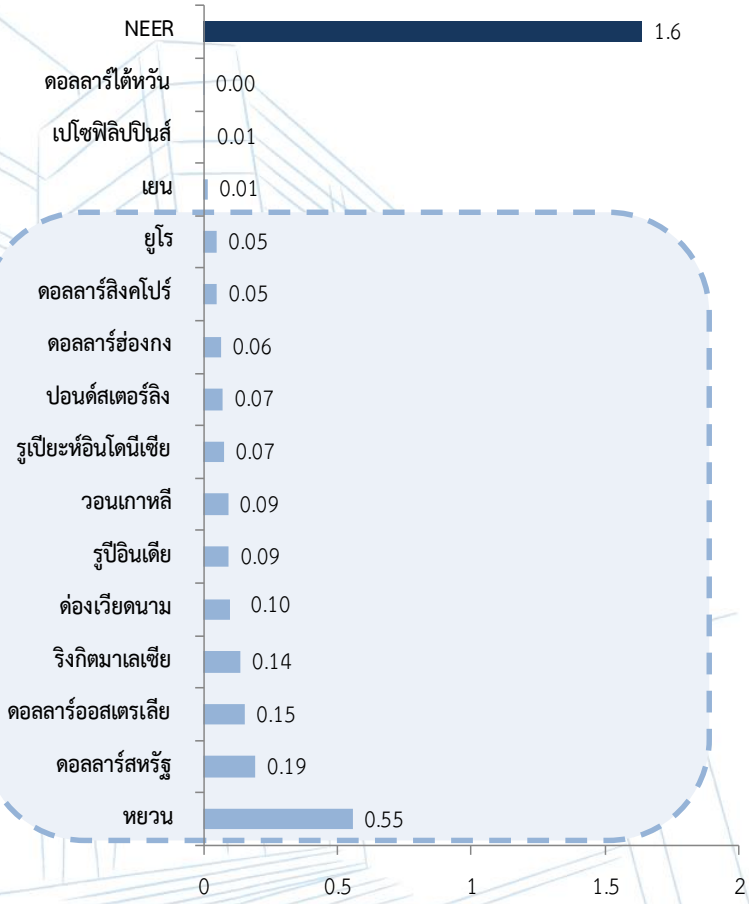 NEER 1.6
ดอลลาร์ไต้หวัน 0.00
เปโซฟิลิปปินส์ 0.01
เยน 0.01
ยูโร 0.05
ดอลลาร์สิงคโปร์ 0.05
ดอลลาร์ฮ่องกง 0.06
ปอนด์สเตอร์ลิง 0.07
รูเปียะห์อินโดนีเซีย 0.07
วอนเกาหลี 0.09
รูปีอินเดีย 0.09
ด่องเวียดนาม 0.10
ริงกิตมาเลเซีย 0.14
ดอลลาร์ออสเตรเลีย 0.15
ดอลลาร์สหรัฐ 0.19
หยวน 0.55
0 0.5 1 1.5 2